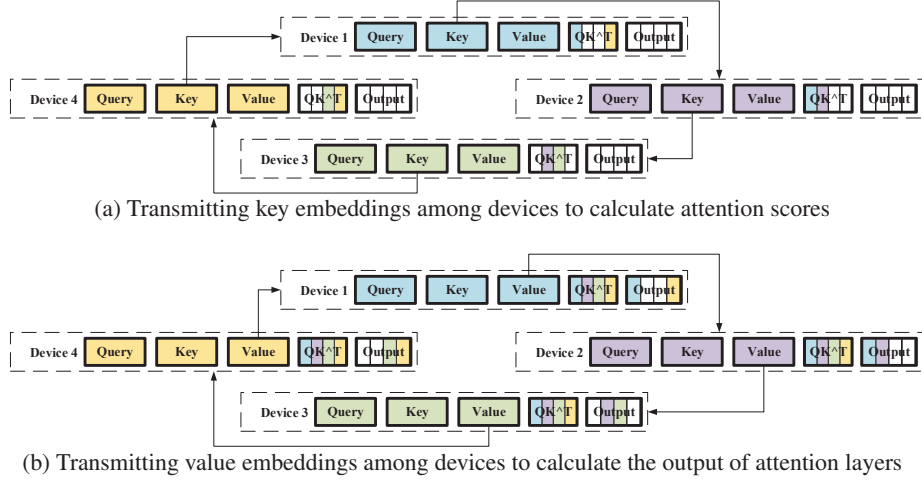 Device 1 Query Key Value QK^T Output
Device 4 Query Key Value QK^T Output
Device 2 Query Key Value QK^T Output
Device 3 Query Key Value QK^T Output
(a) Transmitting key embeddings among devices to calculate attention scores
Device 1 Query Key Value QK^T Output
Device 4 Query Key Value QK^T Output
Device 2 Query Key Value QK^T Output
Device 3 Query Key Value QK^T Output
(b) Transmitting value embeddings among devices to calculate the output of attention layers